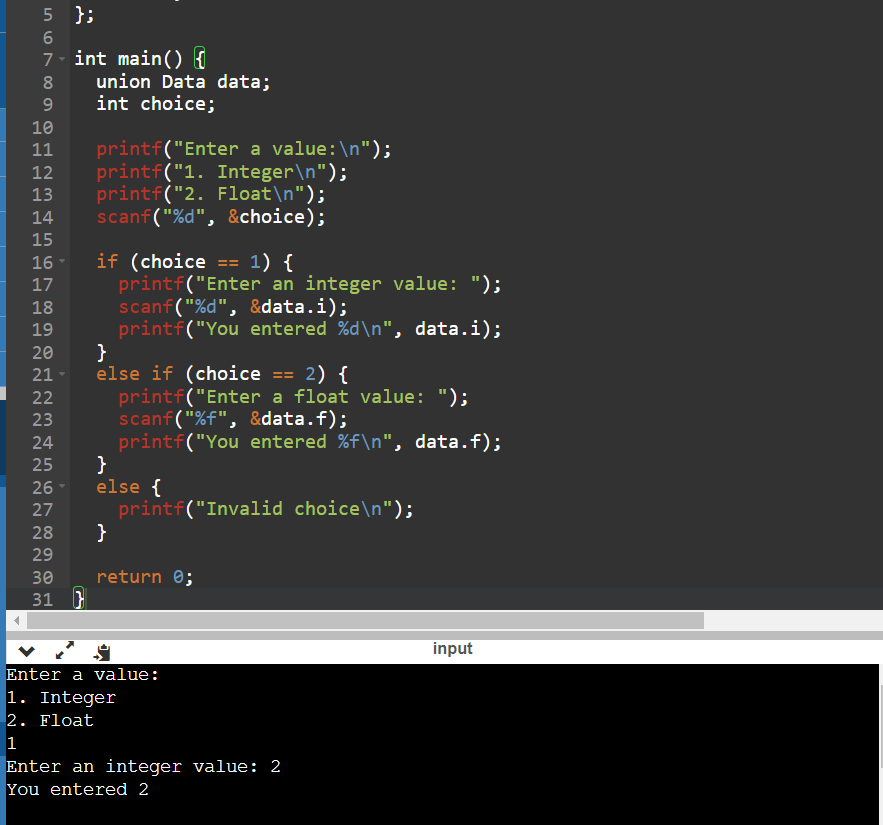 5 };
6
7 int main() {
8   union Data data;
9   int choice;
10
11   printf("Enter a value:\n");
12   printf("1. Integer\n");
13   printf("2. Float\n");
14   scanf("%d", &choice);
15
16   if (choice == 1) {
17     printf("Enter an integer value: ");
18     scanf("%d", &data.i);
19     printf("You entered %d\n", data.i);
20   }
21   else if (choice == 2) {
22     printf("Enter a float value: ");
23     scanf("%f", &data.f);
24     printf("You entered %f\n", data.f);
25   }
26   else {
27     printf("Invalid choice\n");
28   }
29
30   return 0;
31 }
input
Enter a value:
1. Integer
2. Float
1
Enter an integer value: 2
You entered 2